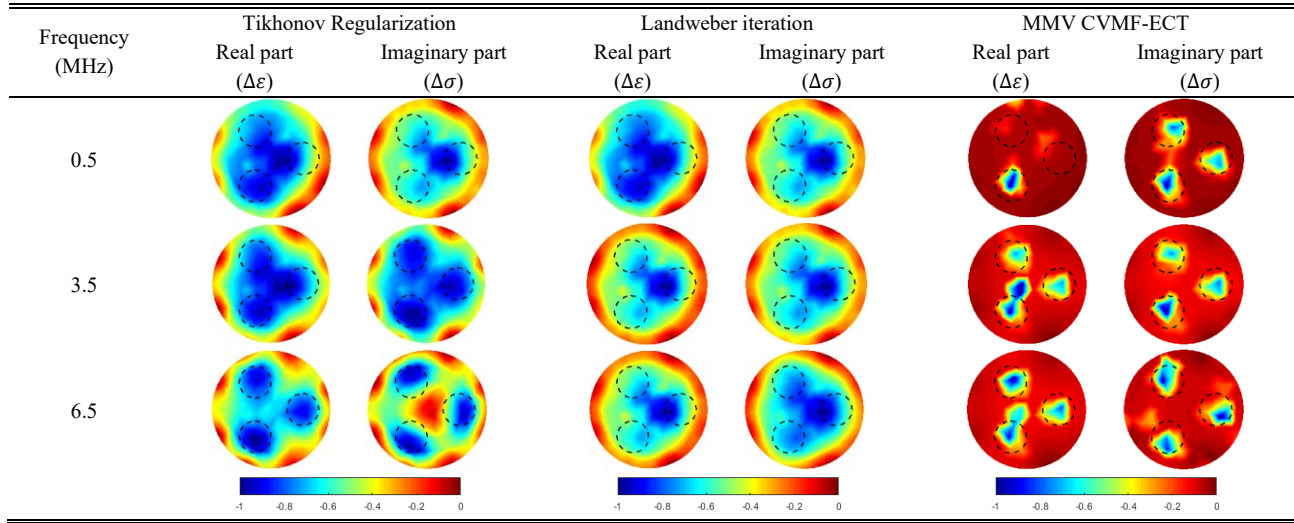 Frequency (MHz)
Tikhonov Regularization
Landweber iteration
MMV CVMF-ECT
Real part (Δε)
Imaginary part (Δσ)
Real part (Δε)
Imaginary part (Δσ)
Real part (Δε)
Imaginary part (Δσ)
0.5
3.5
6.5
-1 -0.8 -0.6 -0.4 -0.2 0
-1 -0.8 -0.6 -0.4 -0.2 0
-1 -0.8 -0.6 -0.4 -0.2 0